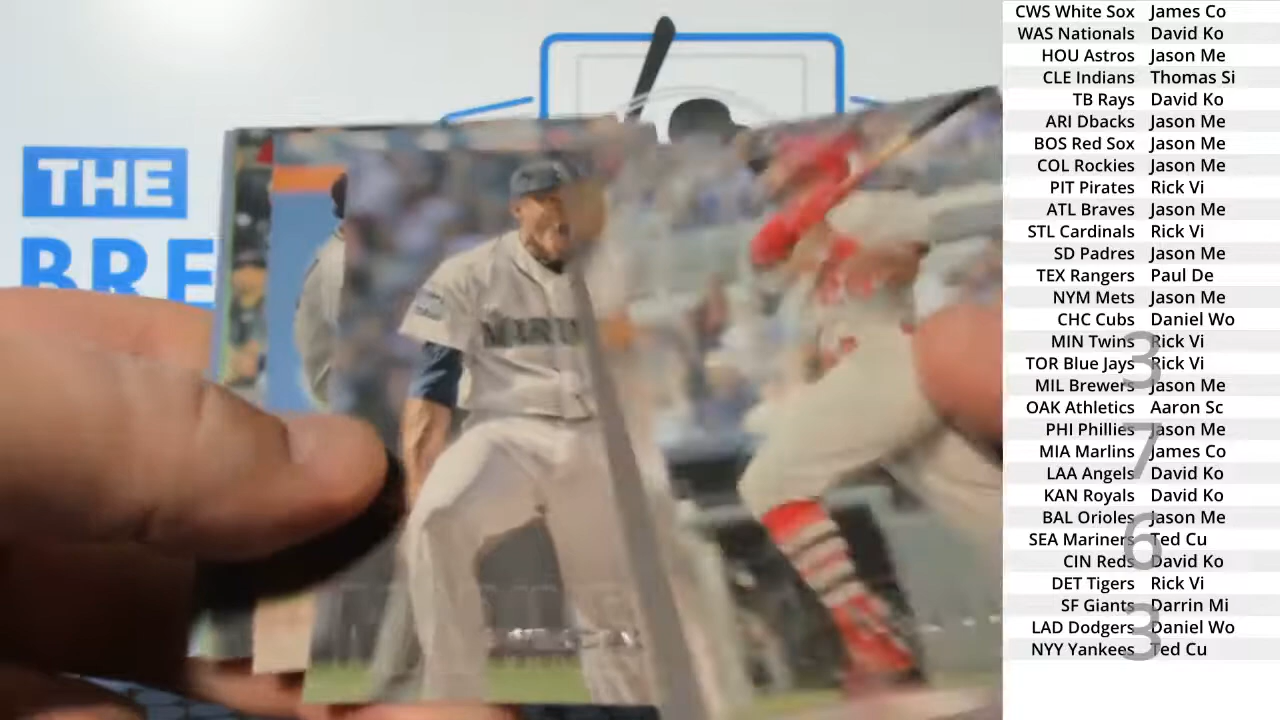 THE
BRE
MARIN
CWS White Sox James Co
WAS Nationals David Ko
HOU Astros Jason Me
CLE Indians Thomas Si
TB Rays David Ko
ARI Dbacks Jason Me
BOS Red Sox Jason Me
COL Rockies Jason Me
PIT Pirates Rick Vi
ATL Braves Jason Me
STL Cardinals Rick Vi
SD Padres Jason Me
TEX Rangers Paul De
NYM Mets Jason Me
CHC Cubs Daniel Wo
MIN Twins Rick Vi
TOR Blue Jays Rick Vi
MIL Brewers Jason Me
OAK Athletics Aaron Sc
PHI Phillies Jason Me
MIA Marlins James Co
LAA Angels David Ko
KAN Royals David Ko
BAL Orioles Jason Me
SEA Mariners Ted Cu
CIN Reds David Ko
DET Tigers Rick Vi
SF Giants Darrin Mi
LAD Dodgers Daniel Wo
NYY Yankees Ted Cu
3
7
6
3